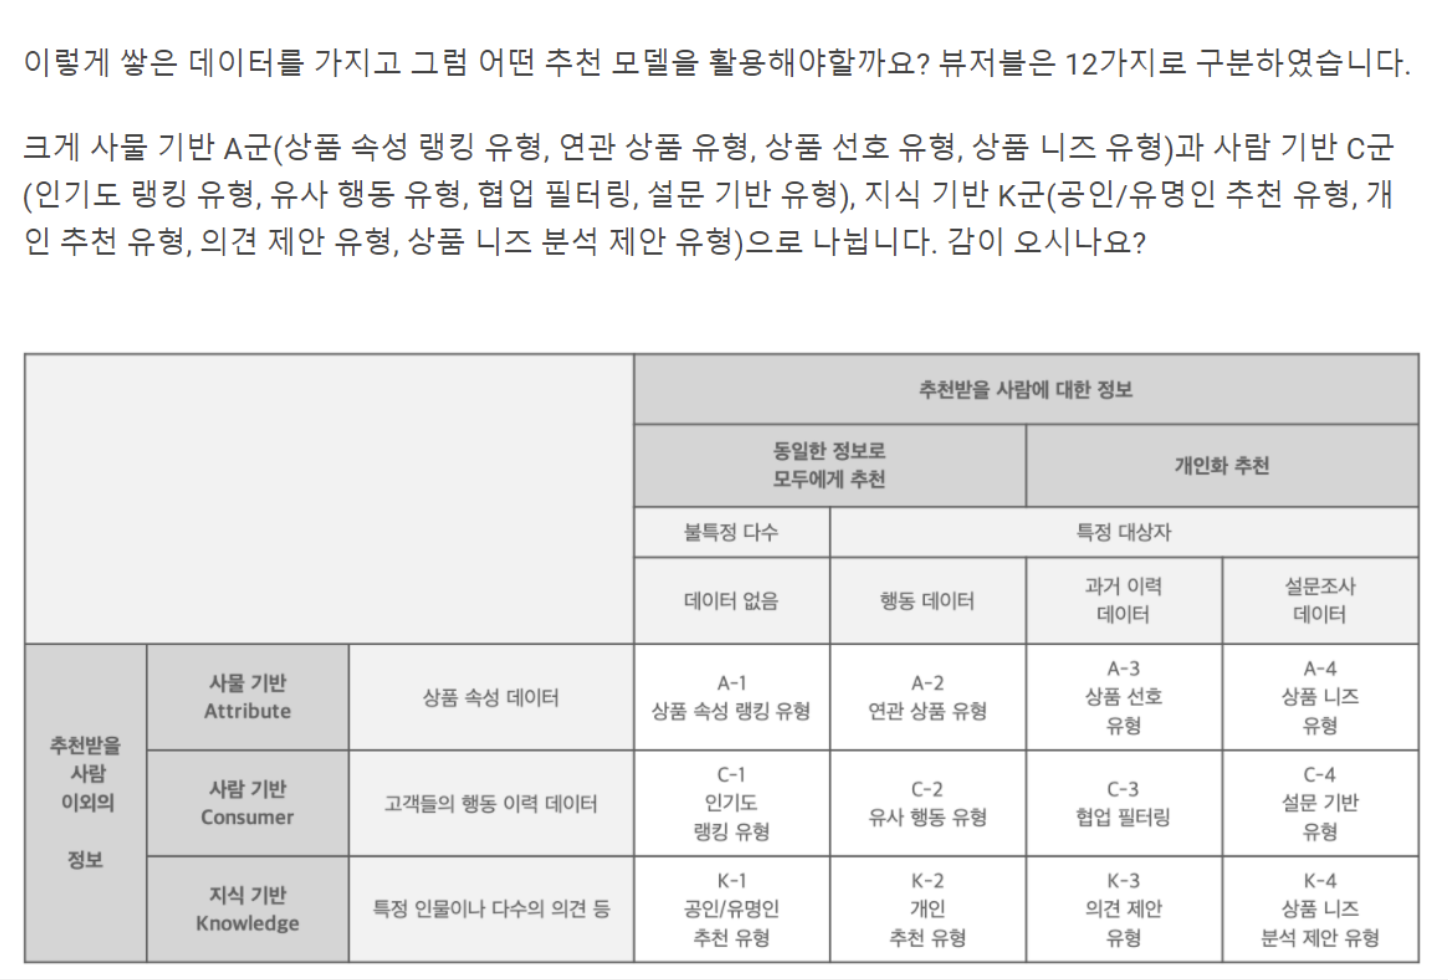 이렇게 쌓은 데이터를 가지고 그럼 어떤 추천 모델을 활용해야할까요? 뷰저블은 12가지로 구분하였습니다.
크게 사물 기반 A군(상품 속성 랭킹 유형, 연관 상품 유형, 상품 선호 유형, 상품 니즈 유형)과 사람 기반 C군
(인기도 랭킹 유형, 유사 행동 유형, 협업 필터링, 설문 기반 유형), 지식 기반 K군(공인/유명인 추천 유형, 개
인 추천 유형, 의견 제안 유형, 상품 니즈 분석 제안 유형)으로 나뉩니다. 감이 오시나요?
추천받을 사람에 대한 정보
동일한 정보로
모두에게 추천
개인화 추천
불특정 다수
특정 대상자
데이터 없음
행동 데이터
과거 이력
데이터
설문조사
데이터
추천받을
사람
이외의
정보
사물 기반
Attribute
상품 속성 데이터
A-1
상품 속성 랭킹 유형
A-2
연관 상품 유형
A-3
상품 선호
유형
A-4
상품 니즈
유형
사람 기반
Consumer
고객들의 행동 이력 데이터
C-1
인기도
랭킹 유형
C-2
유사 행동 유형
C-3
협업 필터링
C-4
설문 기반
유형
지식 기반
Knowledge
특정 인물이나 다수의 의견 등
K-1
공인/유명인
추천 유형
K-2
개인
추천 유형
K-3
의견 제안
유형
K-4
상품 니즈
분석 제안 유형